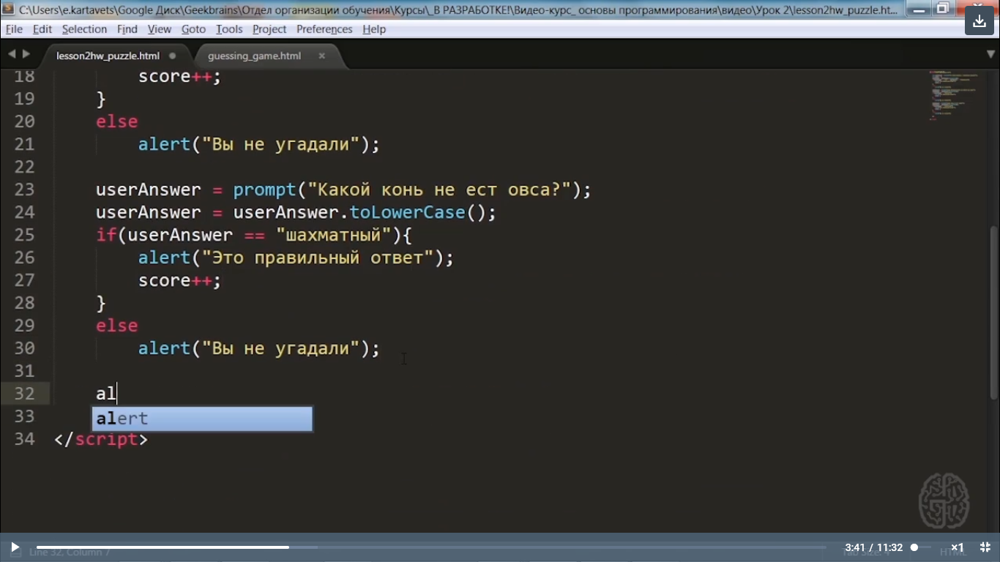 C:\Users\e.kartavets\Google Диск\Geekbrains\Отдел организации обучения\Курсы\_В РАЗРАБОТКЕ!\Видео-курс_ основы программирования\видео\Урок 2\lesson2hw_puzzle.ht...
File Edit Selection Find View Goto Tools Project Preferences Help
lesson2hw_puzzle.html guessing_game.html
18 score++;
19 }
20 else
21 alert("Вы не угадали");
22
23 userAnswer = prompt("Какой конь не ест овса?");
24 userAnswer = userAnswer.toLowerCase();
25 if(userAnswer == "шахматный"){
26 alert("Это правильный ответ");
27 score++;
28 }
29 else
30 alert("Вы не угадали");
31
32 al
33 alert
34 </script>
3:41 / 11:32 ×1
Line 32, Column 7 Tab Size: 4 HTML